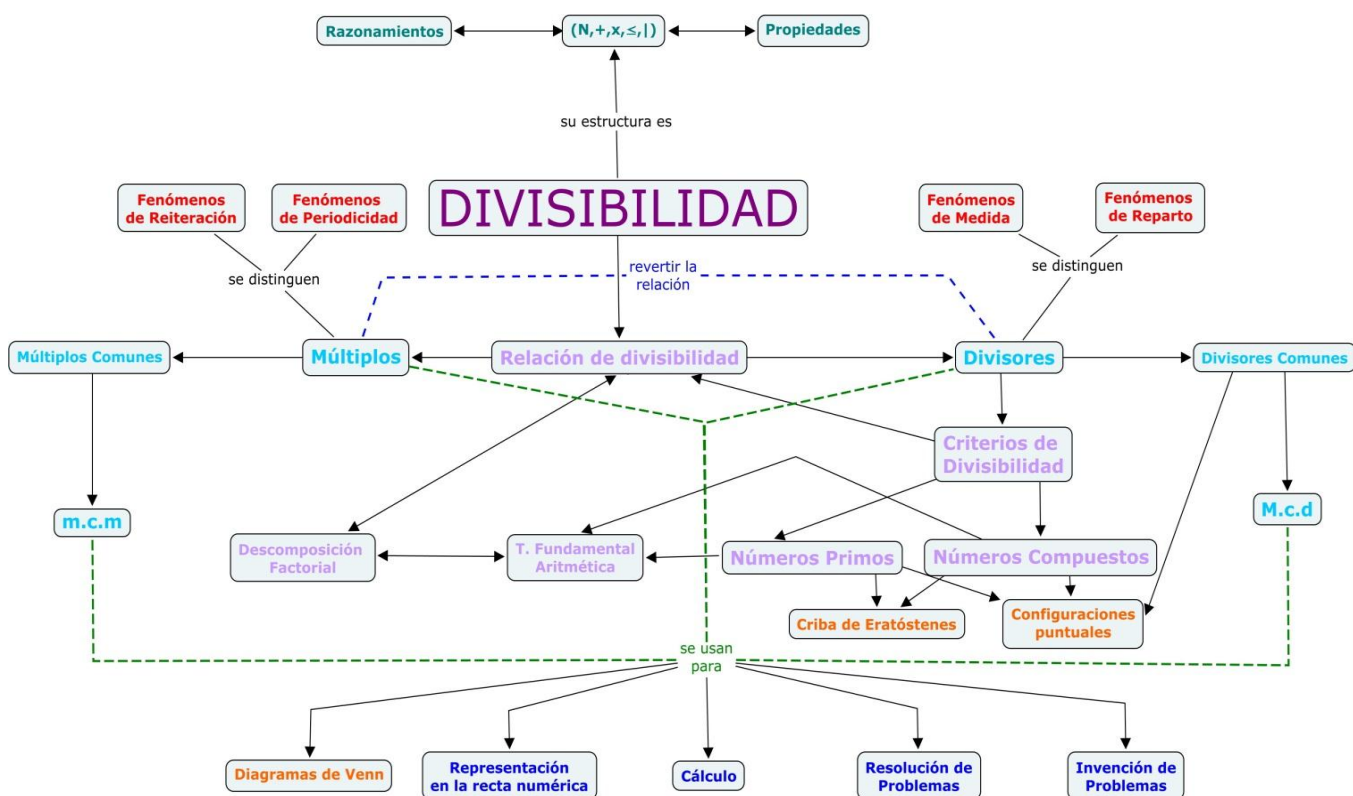 Razonamientos
(N,+,x,≤,|)
Propiedades
su estructura es
Fenómenos
de Reiteración
Fenómenos
de Periodicidad
DIVISIBILIDAD
Fenómenos
de Medida
Fenómenos
de Reparto
se distinguen
revertir la
relación
se distinguen
Múltiplos Comunes
Múltiplos
Relación de divisibilidad
Divisores
Divisores Comunes
Criterios de
Divisibilidad
m.c.m
M.c.d
Descomposición
Factorial
T. Fundamental
Aritmética
Números Primos
Números Compuestos
Criba de Eratóstenes
Configuraciones
puntuales
se usan
para
Diagramas de Venn
Representación
en la recta numérica
Cálculo
Resolución de
Problemas
Invención de
Problemas